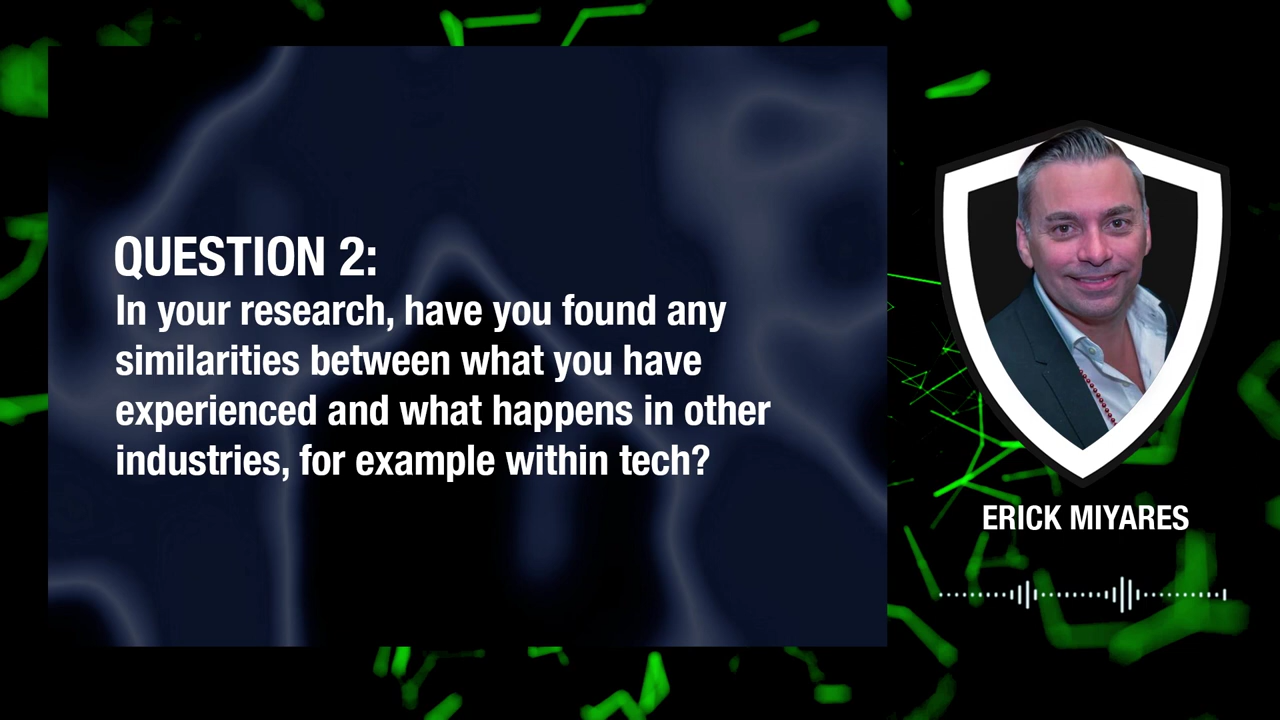 QUESTION 2:
In your research, have you found any
similarities between what you have
experienced and what happens in other
industries, for example within tech?
ERICK MIYARES